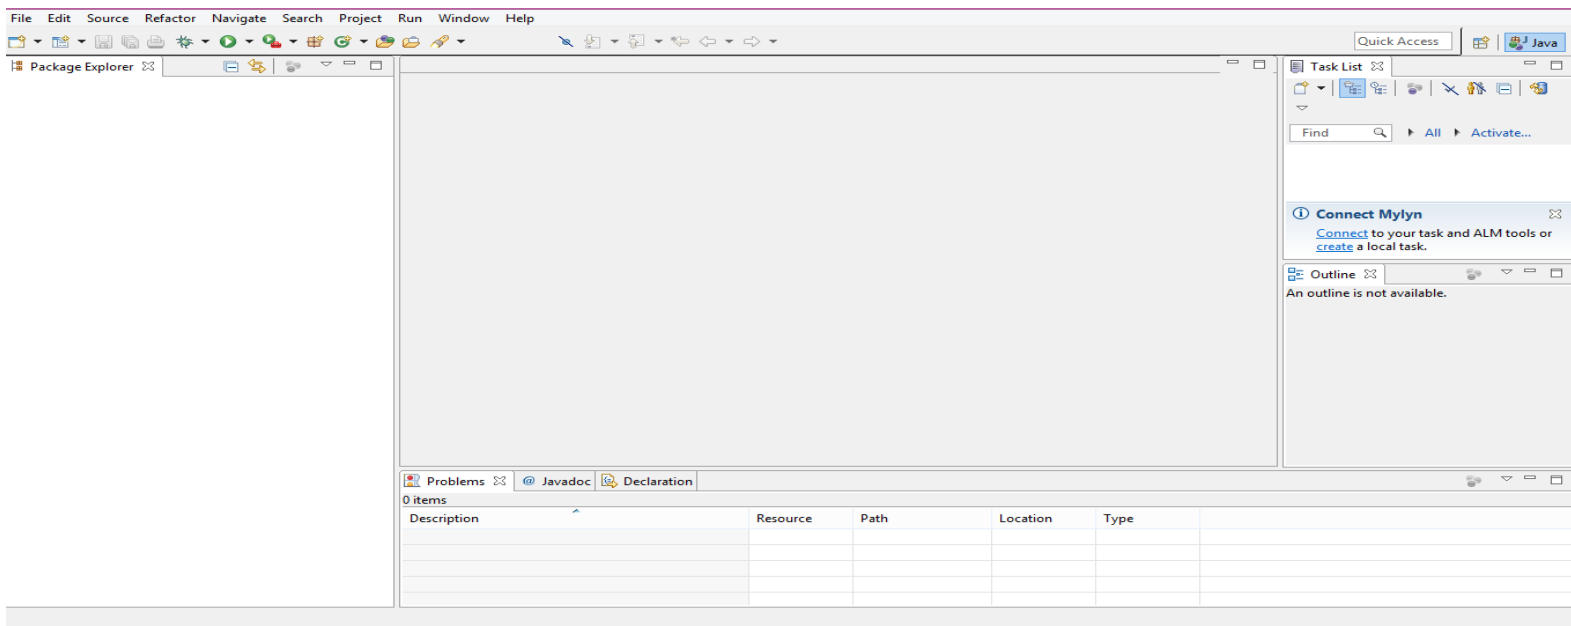 File Edit Source Refactor Navigate Search Project Run Window Help
Quick Access
Java
Package Explorer
Task List
Find
All
Activate...
Connect Mylyn
Connect to your task and ALM tools or
create a local task.
Outline
An outline is not available.
Problems
@ Javadoc
Declaration
0 items
Description Resource Path Location Type